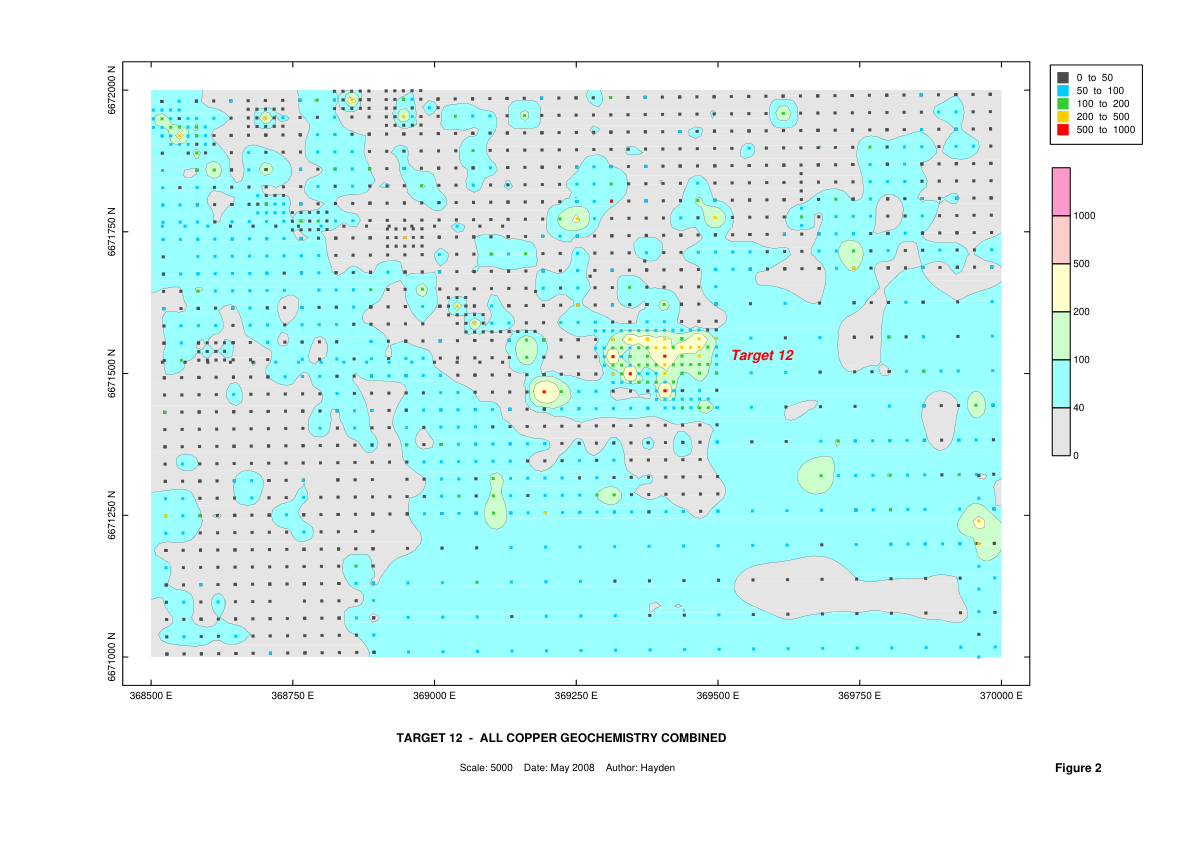 0 to 50
50 to 100
100 to 200
200 to 500
500 to 1000
1000
500
200
100
40
0
6672000 N
6671750 N
6671500 N
6671250 N
6671000 N
Target 12
368500 E 368750 E 369000 E 369250 E 369500 E 369750 E 370000 E
TARGET 12 - ALL COPPER GEOCHEMISTRY COMBINED
Scale: 5000 Date: May 2008 Author: Hayden
Figure 2